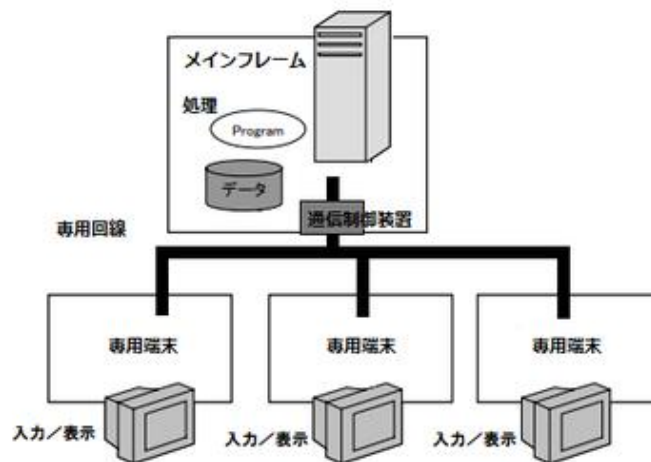 メインフレーム
処理
Program
データ
通信制御装置
専用回線
専用端末
専用端末
専用端末
入力／表示
入力／表示
入力／表示